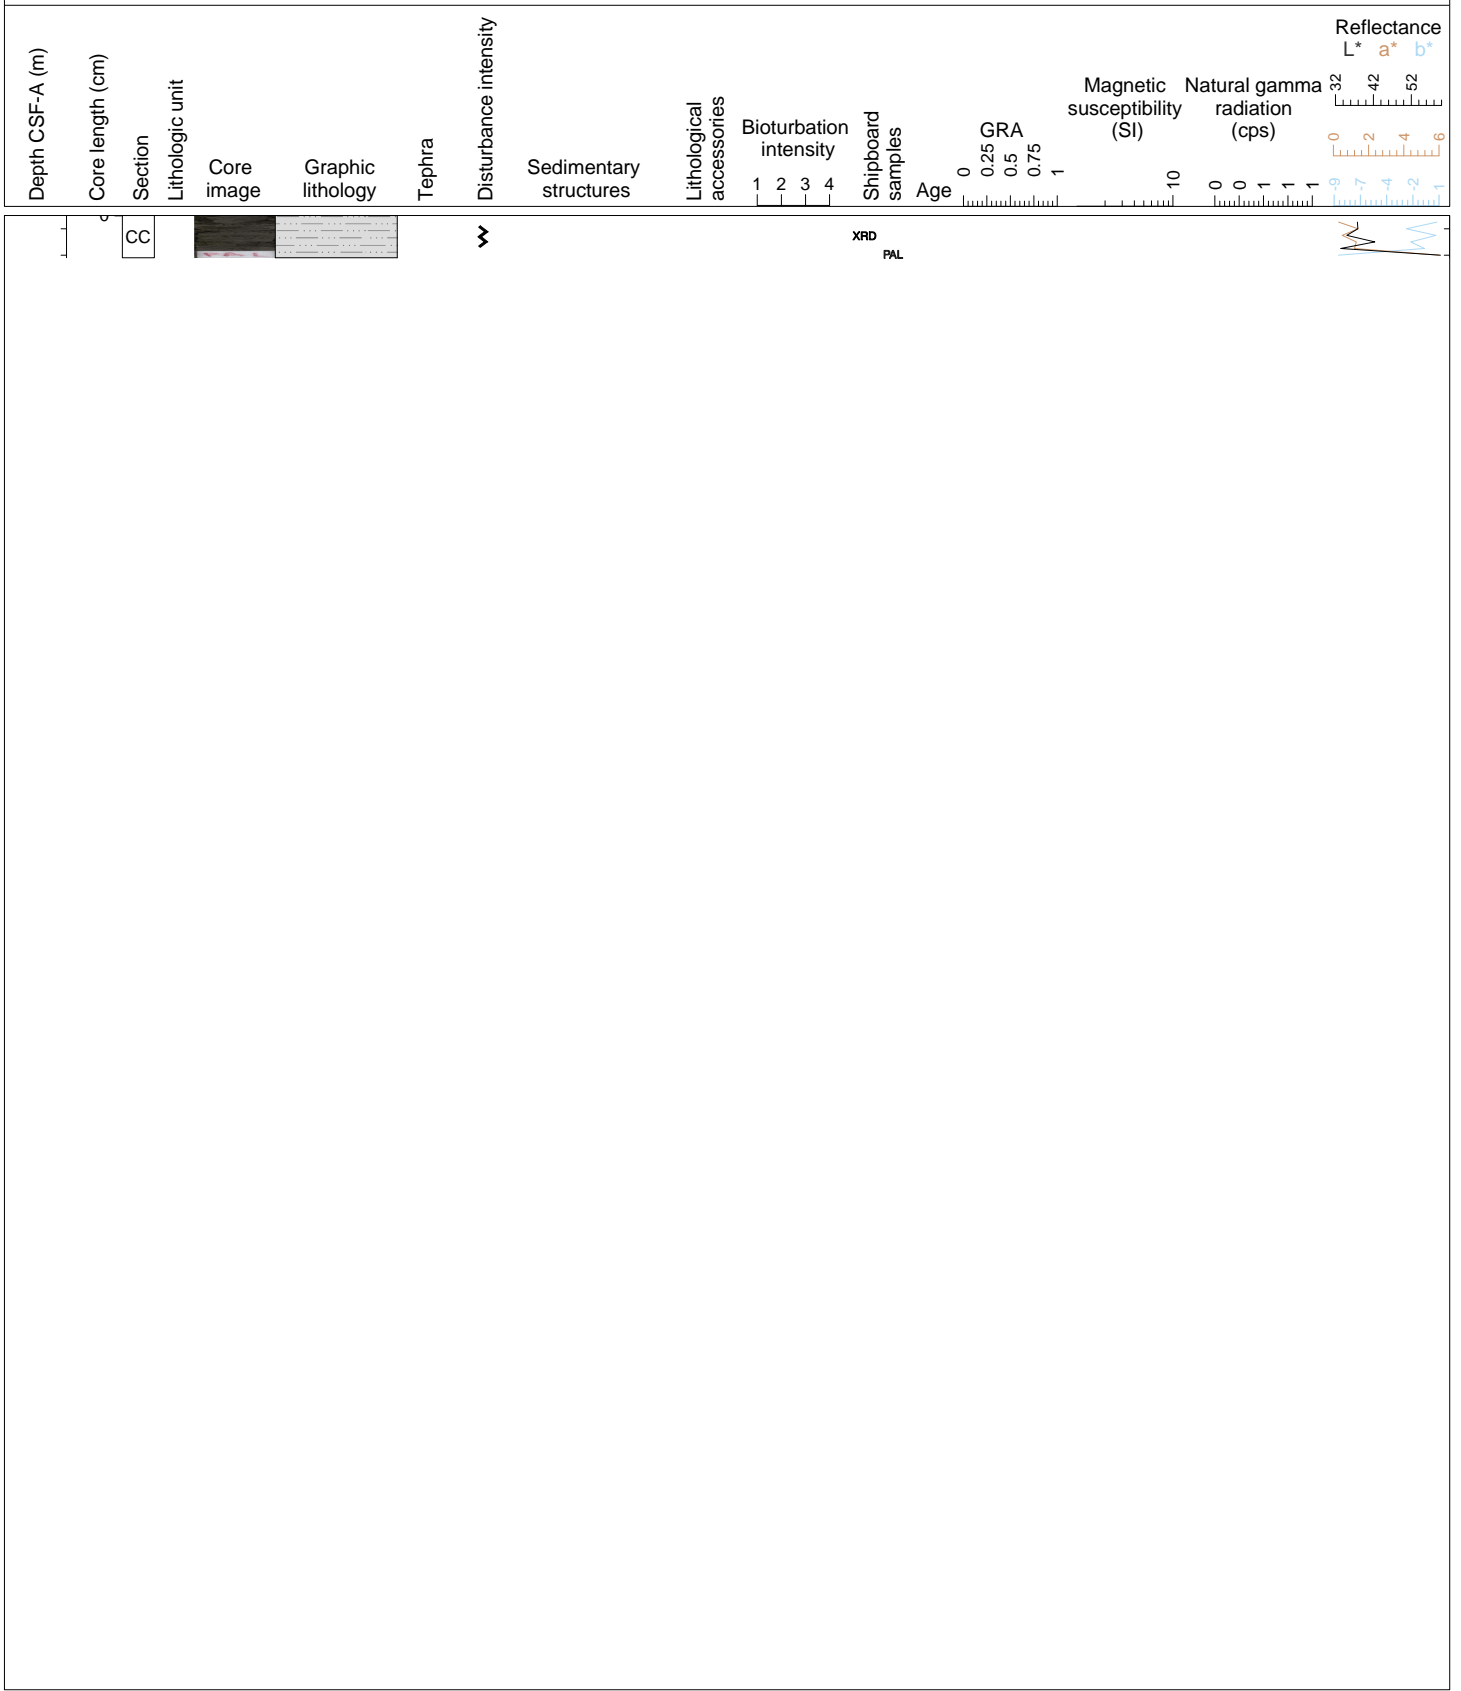 Depth CSF-A (m)
Core length (cm)
Section
Lithologic unit
Core
image
Graphic
lithology
Tephra
Disturbance intensity
Sedimentary
structures
Lithological
accessories
Bioturbation
intensity
1 2 3 4
Shipboard
samples
Age
GRA
0 0.25 0.5 0.75 1
Magnetic
susceptibility
(SI)
10
Natural gamma
radiation
(cps)
0 0 1 1 1
Reflectance
L* a* b*
32 42 52
0 2 4 6
-9 -7 -4 -2 1
0
CC
XRD
PAL